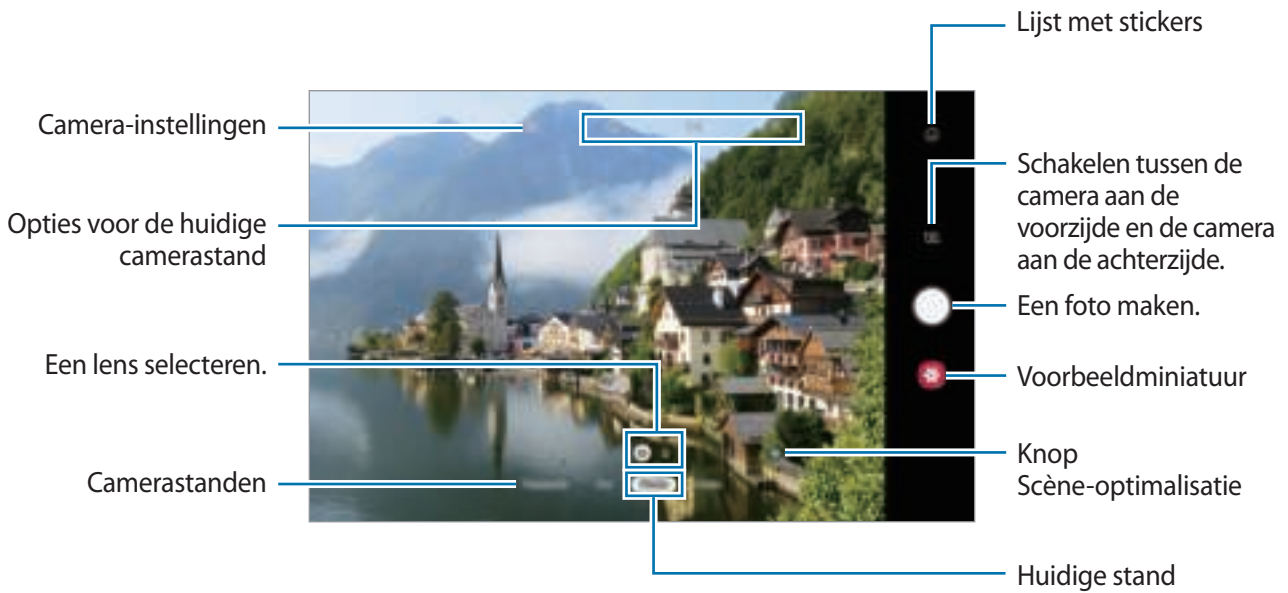 Lijst met stickers
Camera-instellingen
Schakelen tussen de
camera aan de
voorzijde en de camera
aan de achterzijde.
Opties voor de huidige
camerastand
Een foto maken.
Een lens selecteren.
Voorbeeldminiatuur
Knop
Scène-optimalisatie
Camerastanden
Huidige stand